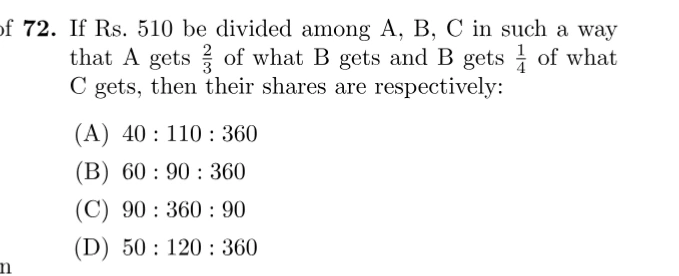 of 72. If Rs. 510 be divided among A, B, C in such a way
that A gets 2/3 of what B gets and B gets 1/4 of what
C gets, then their shares are respectively:
(A) 40 : 110 : 360
(B) 60 : 90 : 360
(C) 90 : 360 : 90
(D) 50 : 120 : 360
n